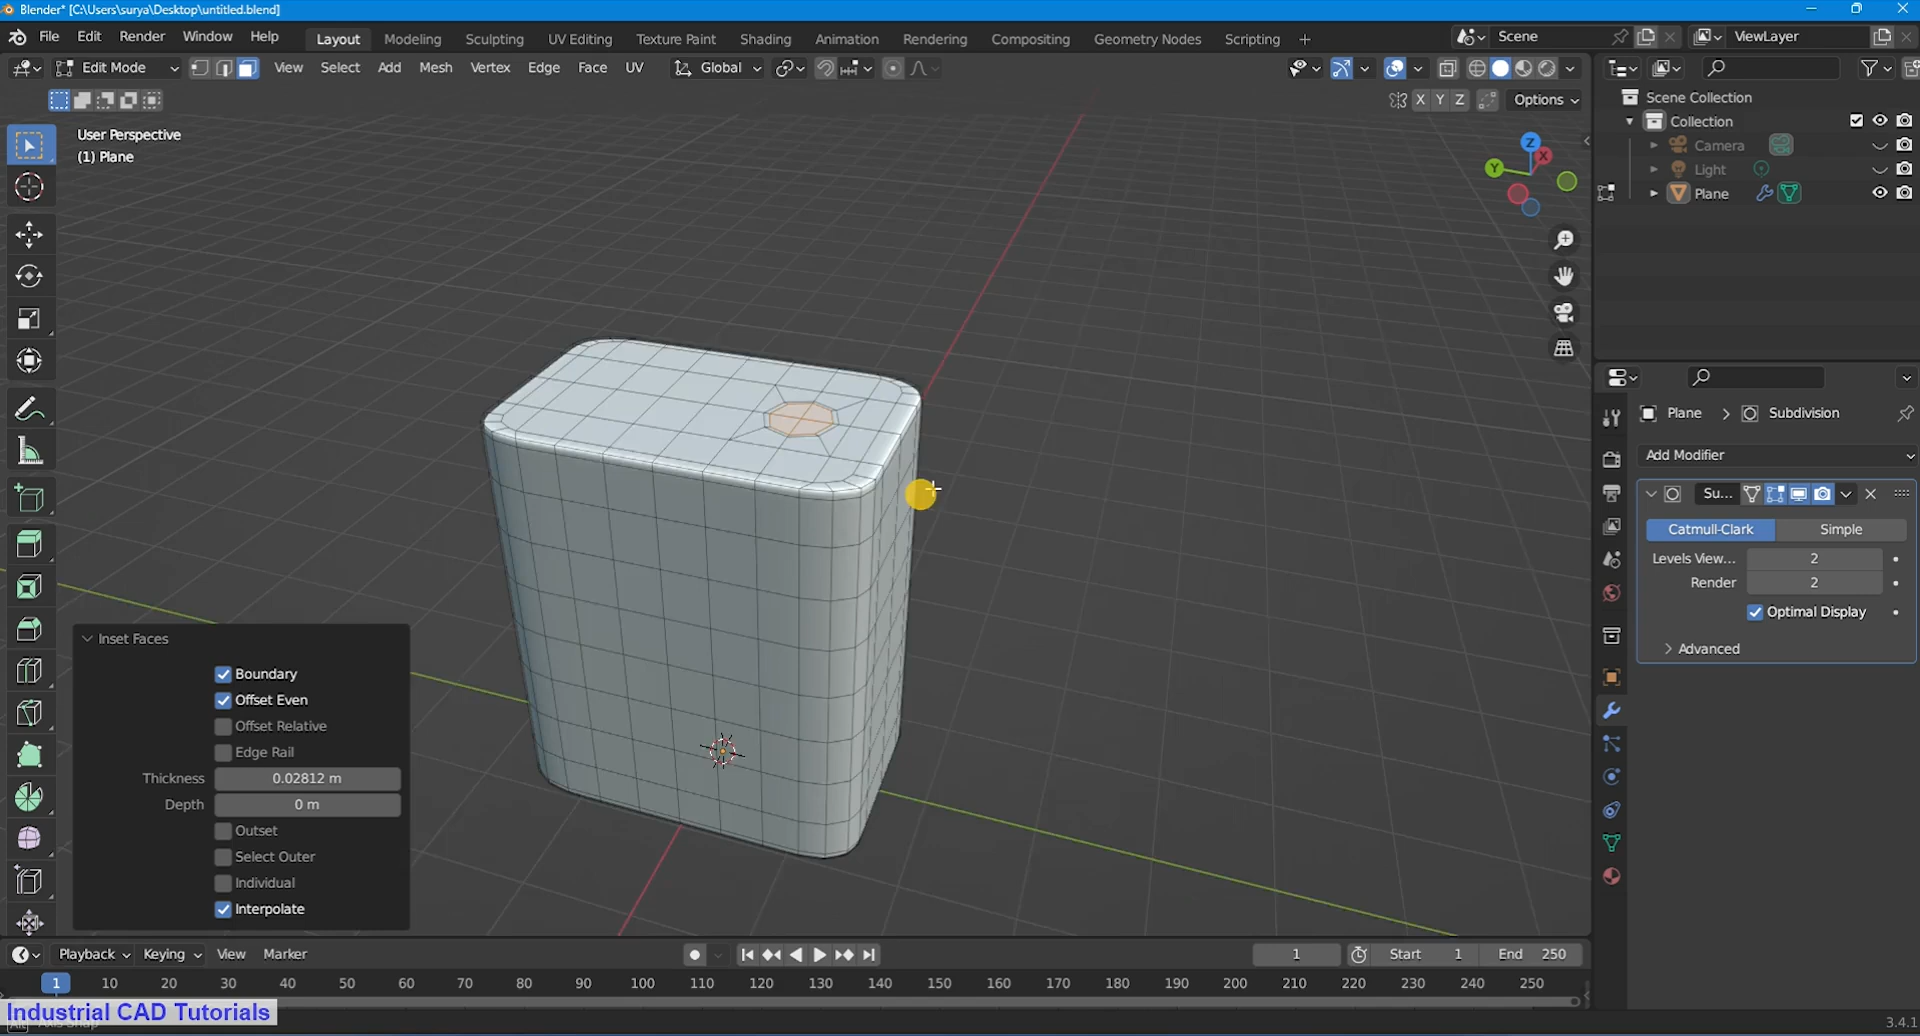 Blender* [C:\Users\surya\Desktop\untitled.blend]
File Edit Render Window Help Layout Modeling Sculpting UV Editing Texture Paint Shading Animation Rendering Compositing Geometry Nodes Scripting + Scene ViewLayer
Edit Mode View Select Add Mesh Vertex Edge Face UV Global
X Y Z Options
User Perspective
(1) Plane
Z
X
Y
Scene Collection
Collection
Camera
Light
Plane
Plane > Subdivision
Add Modifier
Su...
Catmull-Clark Simple
Levels View... 2
Render 2
Optimal Display
Advanced
Inset Faces
Boundary
Offset Even
Offset Relative
Edge Rail
Thickness 0.02812 m
Depth 0 m
Outset
Select Outer
Individual
Interpolate
Playback Keying View Marker 1 Start 1 End 250
1 10 20 30 40 50 60 70 80 90 100 110 120 130 140 150 160 170 180 190 200 210 220 230 240 250
Industrial CAD Tutorials
Alt Axis Snap
3.4.1